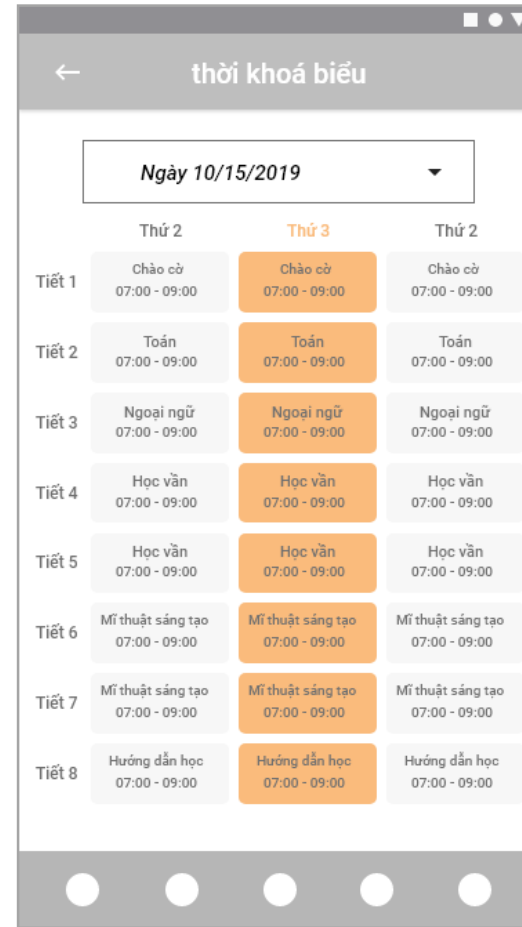 thời khoá biểu
Ngày 10/15/2019
Thứ 2 Thứ 3 Thứ 2
Tiết 1 Chào cờ Chào cờ Chào cờ
07:00 - 09:00 07:00 - 09:00 07:00 - 09:00
Tiết 2 Toán Toán Toán
07:00 - 09:00 07:00 - 09:00 07:00 - 09:00
Tiết 3 Ngoại ngữ Ngoại ngữ Ngoại ngữ
07:00 - 09:00 07:00 - 09:00 07:00 - 09:00
Tiết 4 Học vần Học vần Học vần
07:00 - 09:00 07:00 - 09:00 07:00 - 09:00
Tiết 5 Học vần Học vần Học vần
07:00 - 09:00 07:00 - 09:00 07:00 - 09:00
Tiết 6 Mĩ thuật sáng tạo Mĩ thuật sáng tạo Mĩ thuật sáng tạo
07:00 - 09:00 07:00 - 09:00 07:00 - 09:00
Tiết 7 Mĩ thuật sáng tạo Mĩ thuật sáng tạo Mĩ thuật sáng tạo
07:00 - 09:00 07:00 - 09:00 07:00 - 09:00
Tiết 8 Hướng dẫn học Hướng dẫn học Hướng dẫn học
07:00 - 09:00 07:00 - 09:00 07:00 - 09:00